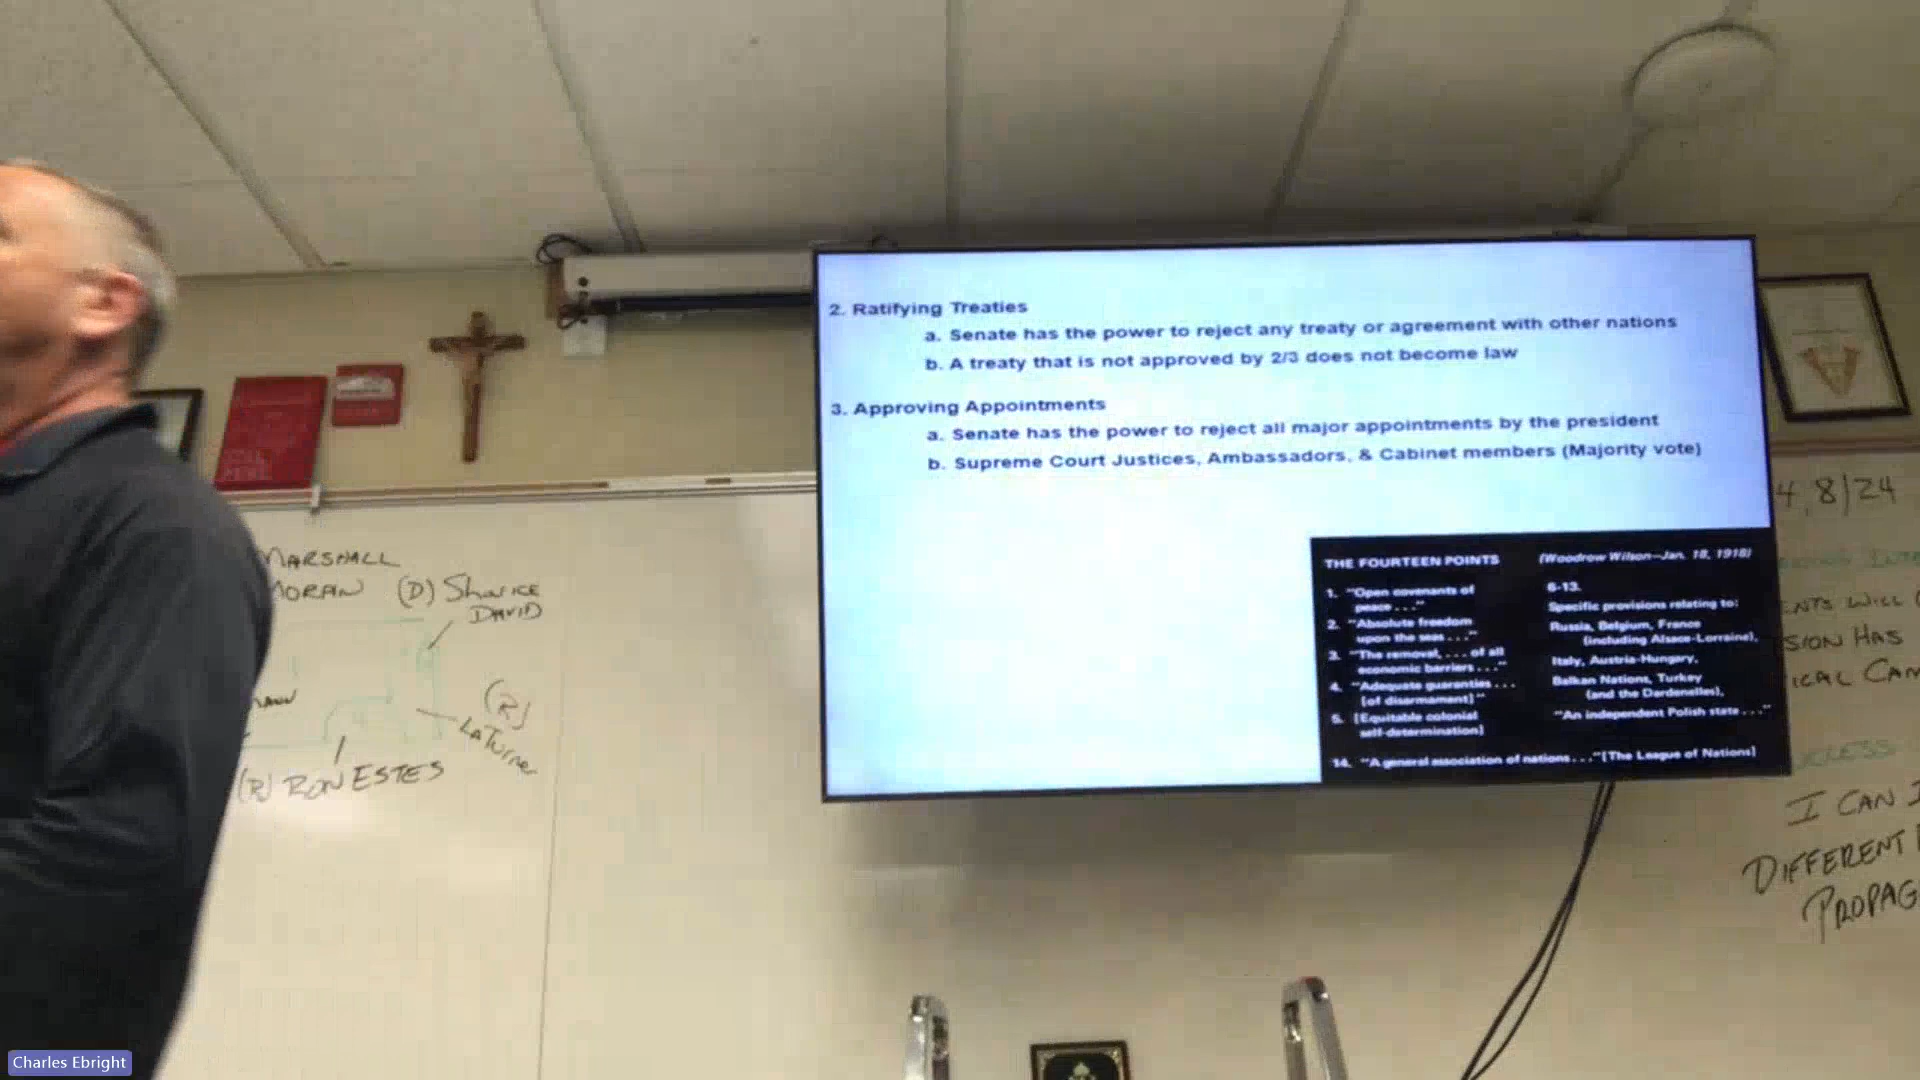 2. Ratifying Treaties
a. Senate has the power to reject any treaty or agreement with other nations
b. A treaty that is not approved by 2/3 does not become law
3. Approving Appointments
a. Senate has the power to reject all major appointments by the president
b. Supreme Court Justices, Ambassadors, & Cabinet members (Majority vote)
THE FOURTEEN POINTS
(Woodrow Wilson—Jan. 18, 1918)
1. "Open covenants of
peace . . ."
2. "Absolute freedom
upon the seas . . ."
3. "The removal, . . . of all
economic barriers . . ."
4. "Adequate guaranties . . .
[of disarmament]"
5. [Equitable colonial
self-determination]
6-13.
Specific provisions relating to:
Russia, Belgium, France
(including Alsace-Lorraine),
Italy, Austria-Hungary,
Balkan Nations, Turkey
(and the Dardenelles),
"An independent Polish state . . ."
14. "A general association of nations . . ." [The League of Nations]
MARSHALL
MORAN
(D) Sharice
DAVID
(R)
LaTurner
(R) RON ESTES
4, 8/24
WILL
HAS
I CAN
DIFFERENT
Charles Ebright